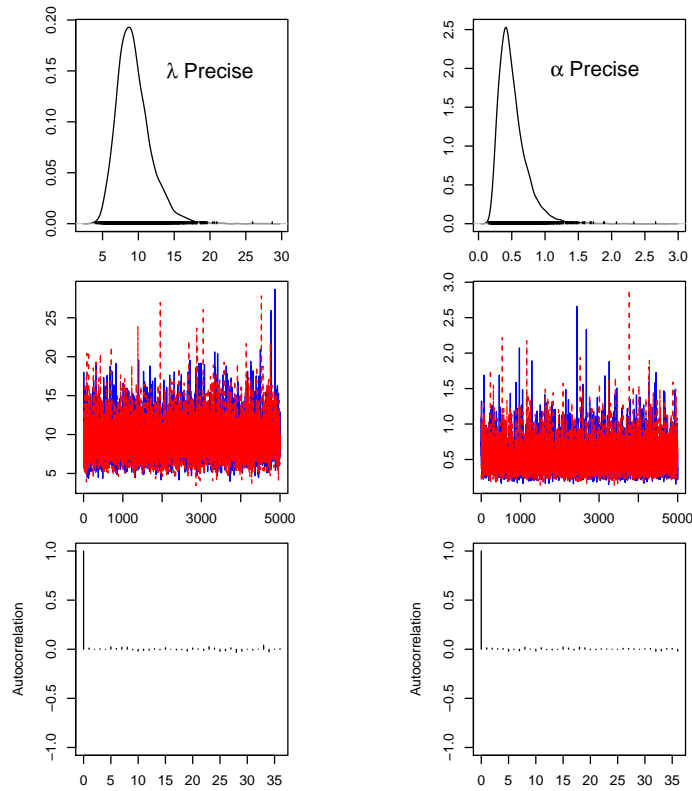 λ Precise
0.00 0.05 0.10 0.15 0.20
5 10 15 20 25 30
α Precise
0.0 0.5 1.0 1.5 2.0 2.5
0.0 0.5 1.0 1.5 2.0 2.5 3.0
5 10 15 20 25
0 1000 3000 5000
0.5 1.0 1.5 2.0 2.5 3.0
0 1000 3000 5000
Autocorrelation
-1.0 -0.5 0.0 0.5 1.0
0 5 10 15 20 25 30 35
Autocorrelation
-1.0 -0.5 0.0 0.5 1.0
0 5 10 15 20 25 30 35